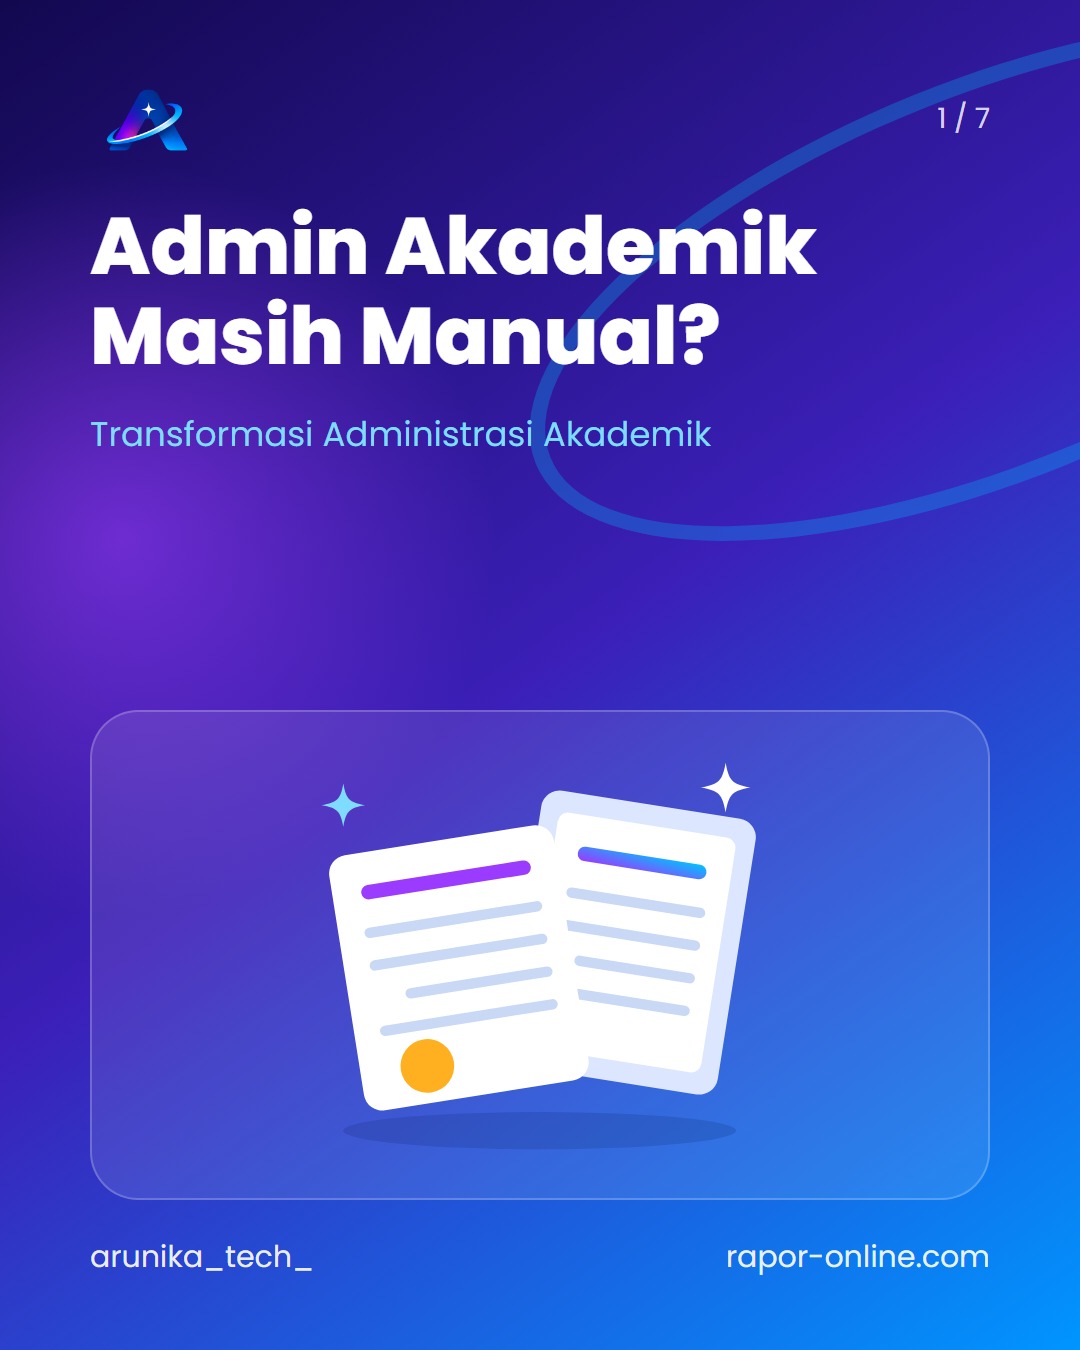 1 / 7
Admin Akademik
Masih Manual?
Transformasi Administrasi Akademik
arunika_tech_
rapor-online.com